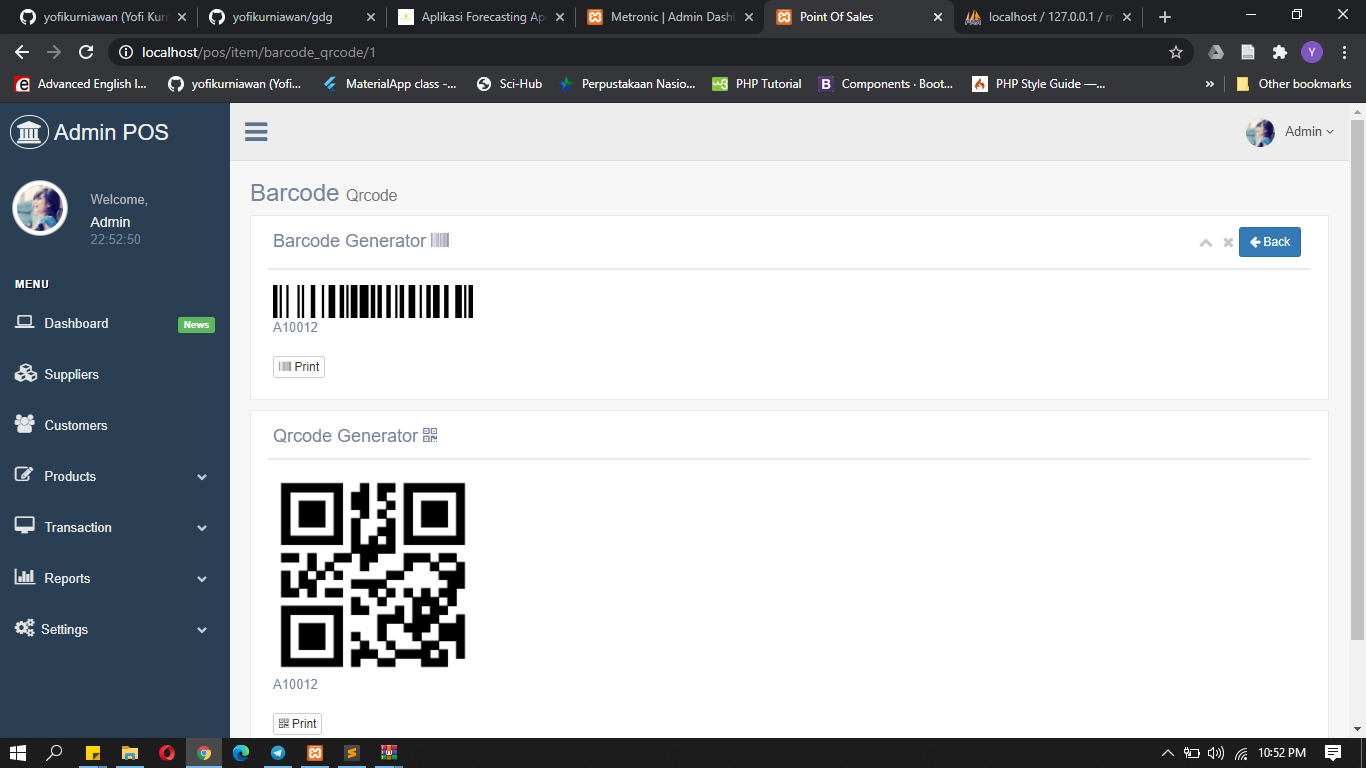 yofikurniawan (Yofi Kurn
yofikurniawan/gdg
Aplikasi Forecasting Ap
Metronic | Admin Dash
Point Of Sales
localhost / 127.0.0.1 / m
localhost/pos/item/barcode_qrcode/1
Y
Advanced English I...
yofikurniawan (Yofi...
MaterialApp class -...
Sci-Hub
Perpustakaan Nasio...
PHP Tutorial
Components · Boot...
PHP Style Guide —...
»
Other bookmarks
Admin POS
Admin
Welcome,
Admin
22:52:50
MENU
Dashboard
News
Suppliers
Customers
Products
Transaction
Reports
Settings
Barcode Qrcode
Barcode Generator
Back
A10012
Print
Qrcode Generator
A10012
Print
10:52 PM